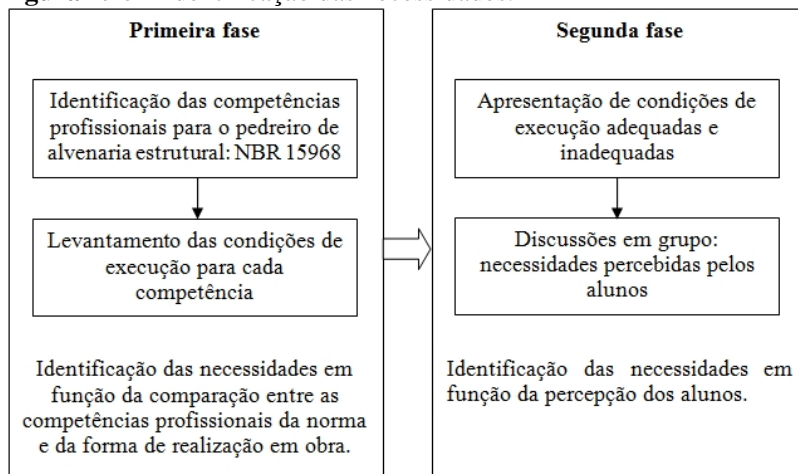 Primeira fase
Identificação das competências
profissionais para o pedreiro de
alvenaria estrutural: NBR 15968
Levantamento das condições de
execução para cada
competência
Identificação das necessidades em
função da comparação entre as
competências profissionais da norma
e da forma de realização em obra.
Segunda fase
Apresentação de condições de
execução adequadas e
inadequadas
Discussões em grupo:
necessidades percebidas pelos
alunos
Identificação das necessidades em
função da percepção dos alunos.